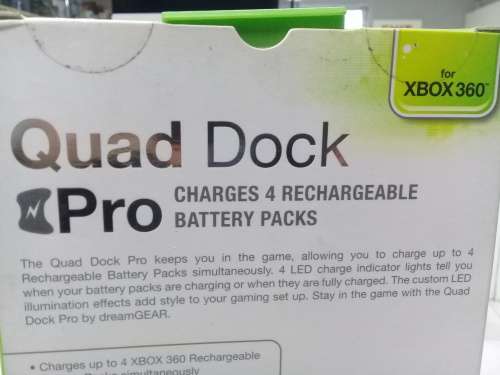 for
XBOX 360™
Quad Dock
Pro CHARGES 4 RECHARGEABLE
BATTERY PACKS
The Quad Dock Pro keeps you in the game, allowing you to charge up to 4
Rechargeable Battery Packs simultaneously. 4 LED charge indicator lights tell you
when your battery packs are charging or when they are fully charged. The custom LED
illumination effects add style to your gaming set up. Stay in the game with the Quad
Dock Pro by dreamGEAR.
• Charges up to 4 XBOX 360 Rechargeable
Packs simultaneously